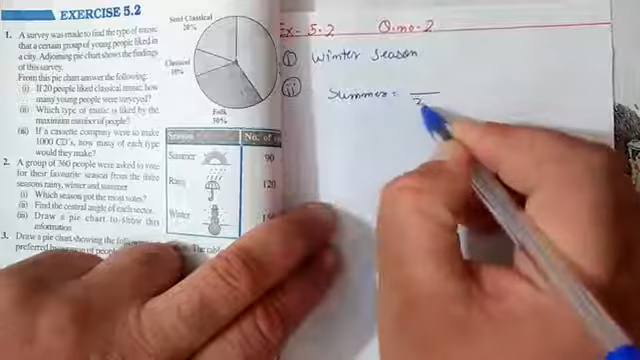 EXERCISE 5.2
1. A survey was made to find the type of music
that a certain group of young people liked in
a city. Adjoining pie chart shows the findings
of this survey.
From this pie chart answer the following:
(i) If 20 people liked classical music, how
many young people were surveyed?
(ii) Which type of music is liked by the
maximum number of people?
(iii) If a cassette company were to make
1000 CD's, how many of each type
would they make?
2. A group of 360 people were asked to vote
for their favourite season from the three
seasons rainy, winter and summer
(i) Which season got the most votes?
(ii) Find the central angle of each sector.
(iii) Draw a pie chart to show this
information
3. Draw a pie chart showing the
preferred by
The
Semi Classical
20%
Classical
10%
Folk
30%
Season No. of
Summer 90
Rainy 120
Winter
Ex- 5.2 Q.no-2
(i) Winter season
(ii) Summer =